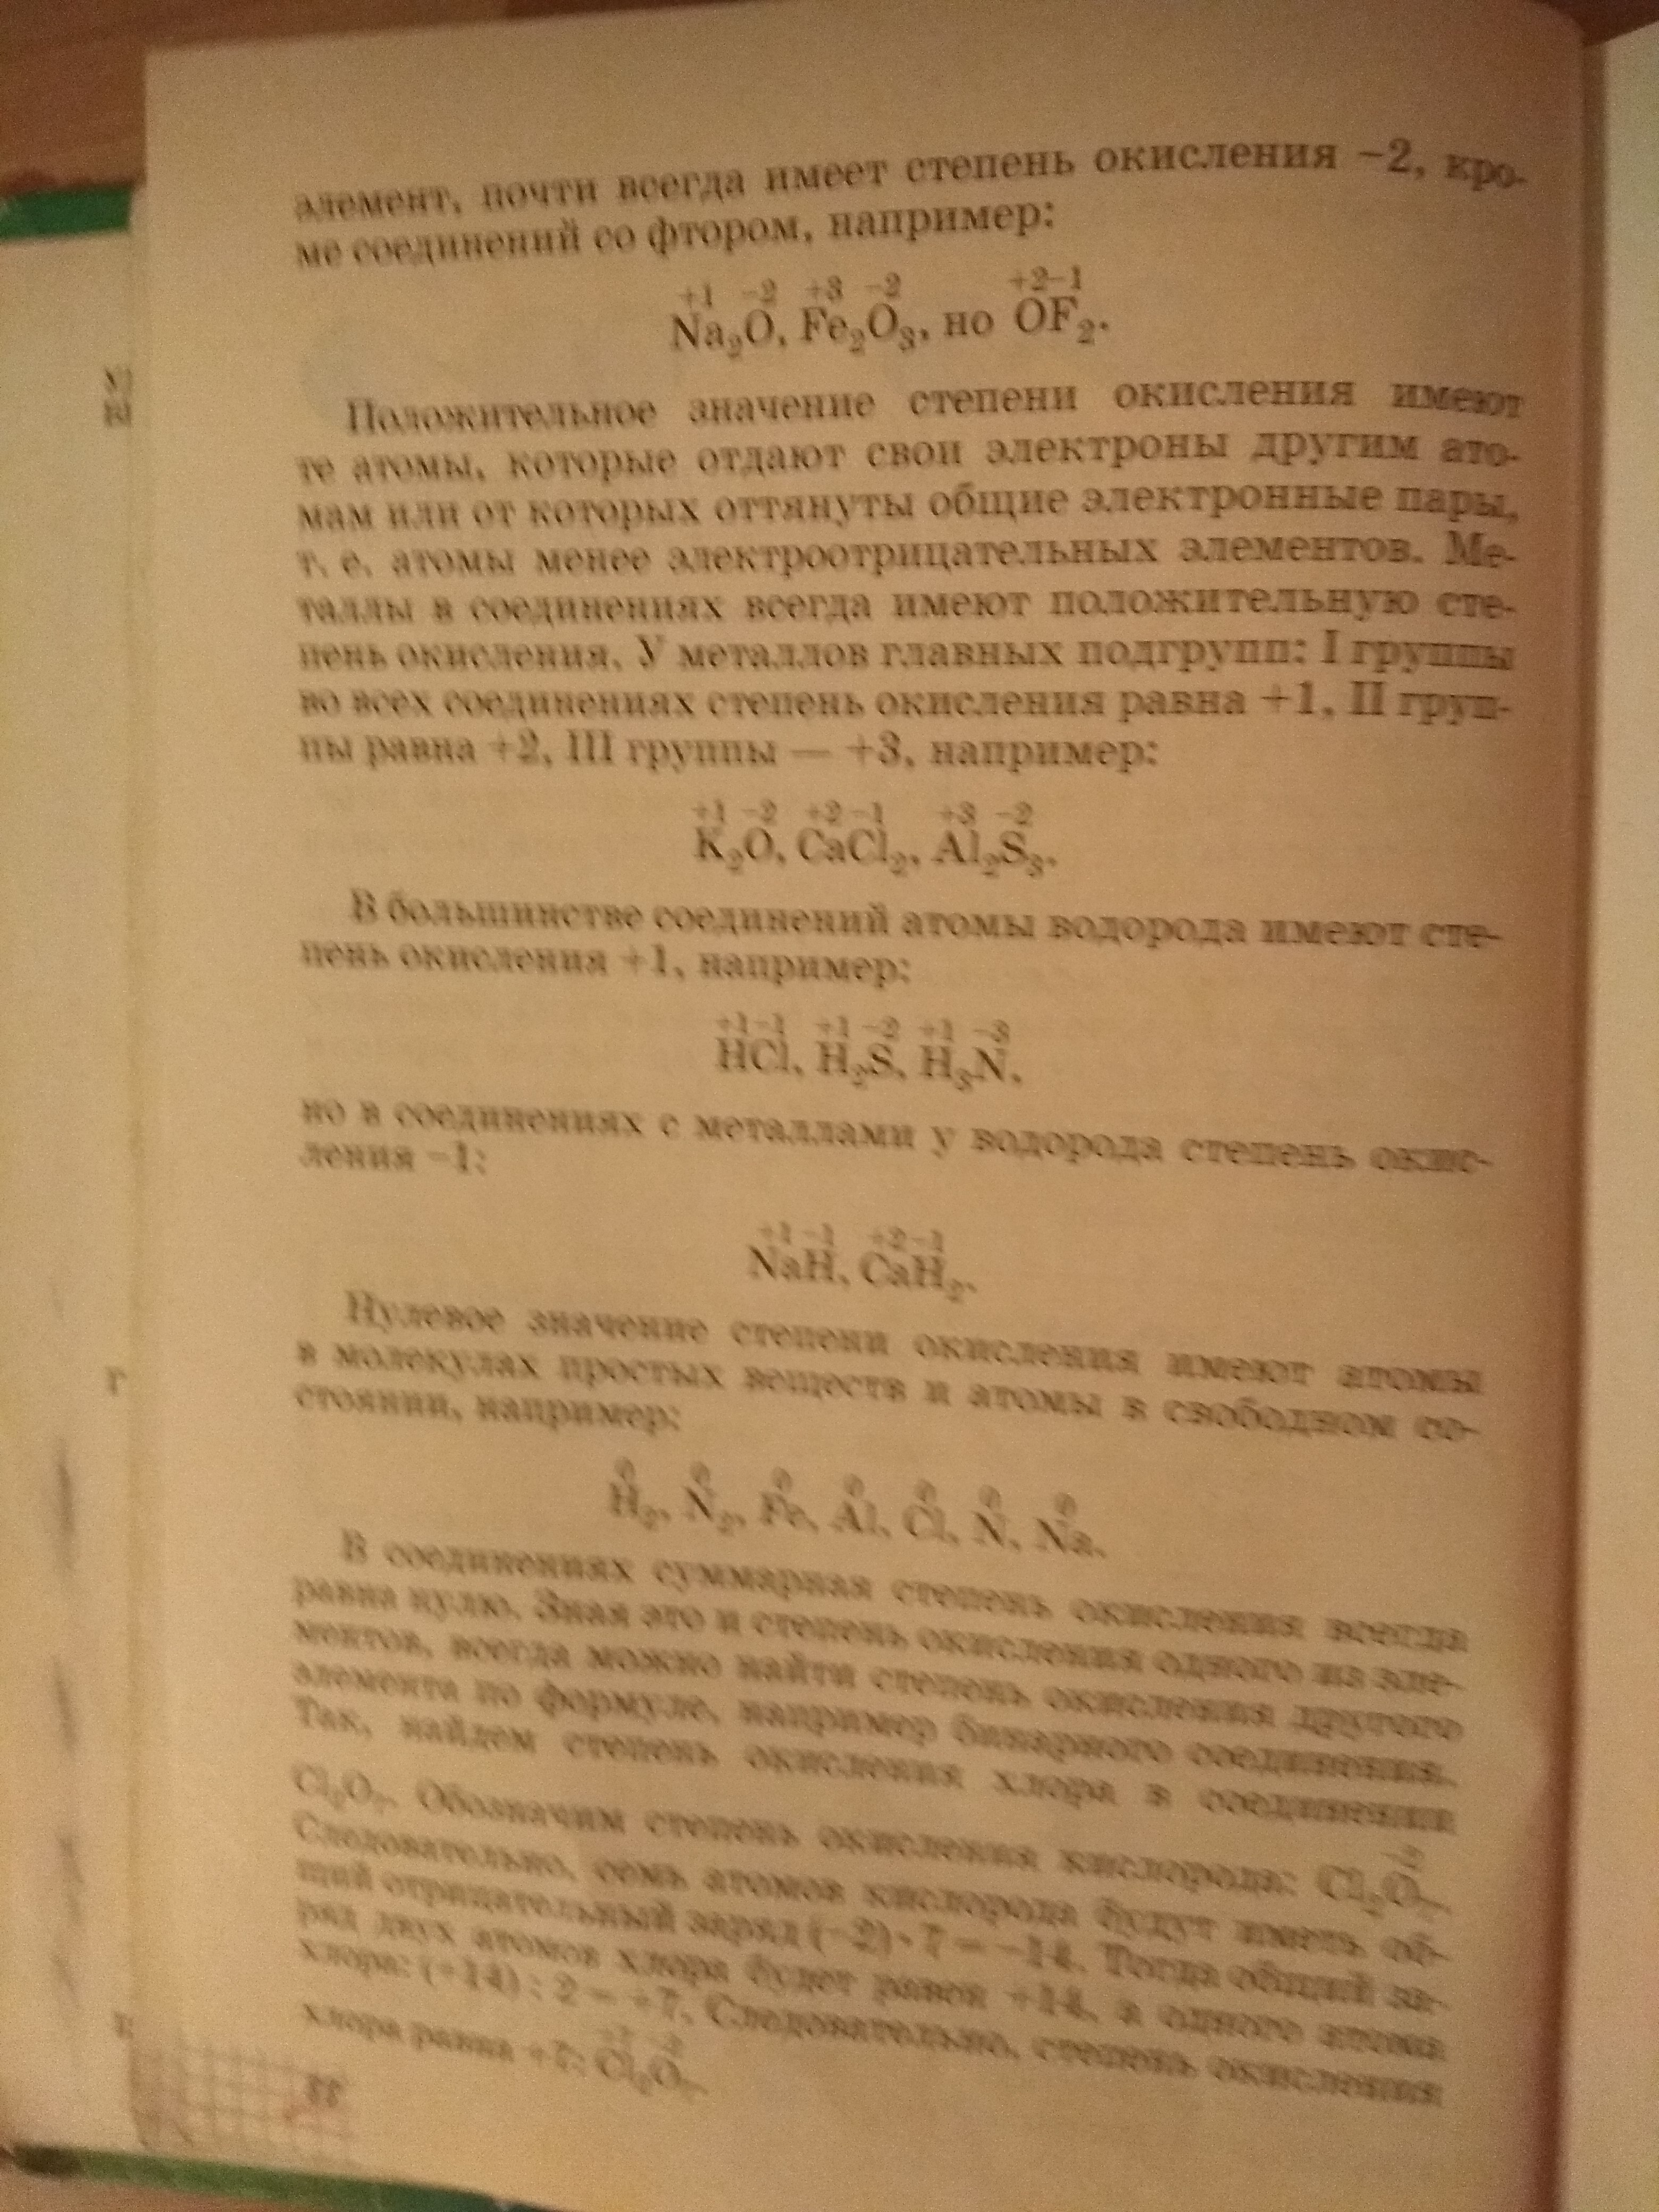 элемент, почти всегда имеет степень окисления −2, кро-
ме соединений со фтором, например:
+1 −2 +3 −2 +2−1
Na₂O, Fe₂O₃, но OF₂.
Положительное значение степени окисления имеют
те атомы, которые отдают свои электроны другим ато-
мам или от которых оттянуты общие электронные пары,
т. е. атомы менее электроотрицательных элементов. Ме-
таллы в соединениях всегда имеют положительную сте-
пень окисления. У металлов главных подгрупп: I группы
во всех соединениях степень окисления равна +1, II груп-
пы равна +2, III группы — +3, например:
+1 −2 +2 −1 +3 −2
K₂O, CaCl₂, Al₂S₃.
В большинстве соединений атомы водорода имеют сте-
пень окисления +1, например:
+1 −1 +1 −2 +1 −3
HCl, H₂S, H₃N,
но в соединениях с металлами у водорода степень окис-
ления −1:
+1 −1 +2 −1
NaH, CaH₂.
Нулевое значение степени окисления имеют атомы
в молекулах простых веществ и атомы в свободном со-
стоянии, например:
0 0 0 0 0 0 0
H₂, N₂, Fe, Al, Cl, N, Na.
В соединениях суммарная степень окисления всегда
равна нулю. Зная это и степень окисления одного из эле-
ментов, всегда можно найти степень окисления другого
элемента по формуле, например бинарного соединения.
Так, найдем степень окисления хлора в соединении
Cl₂O₇. Обозначим степень окисления кислорода: Cl₂O₇.
−2
Следовательно, семь атомов кислорода будут иметь об-
щий отрицательный заряд (−2) · 7 = −14. Тогда общий за-
ряд двух атомов хлора будет равен +14, а одного атома
хлора: (+14) : 2 = +7. Следовательно, степень окисления
+7 −2
хлора равна +7: Cl₂O₇.